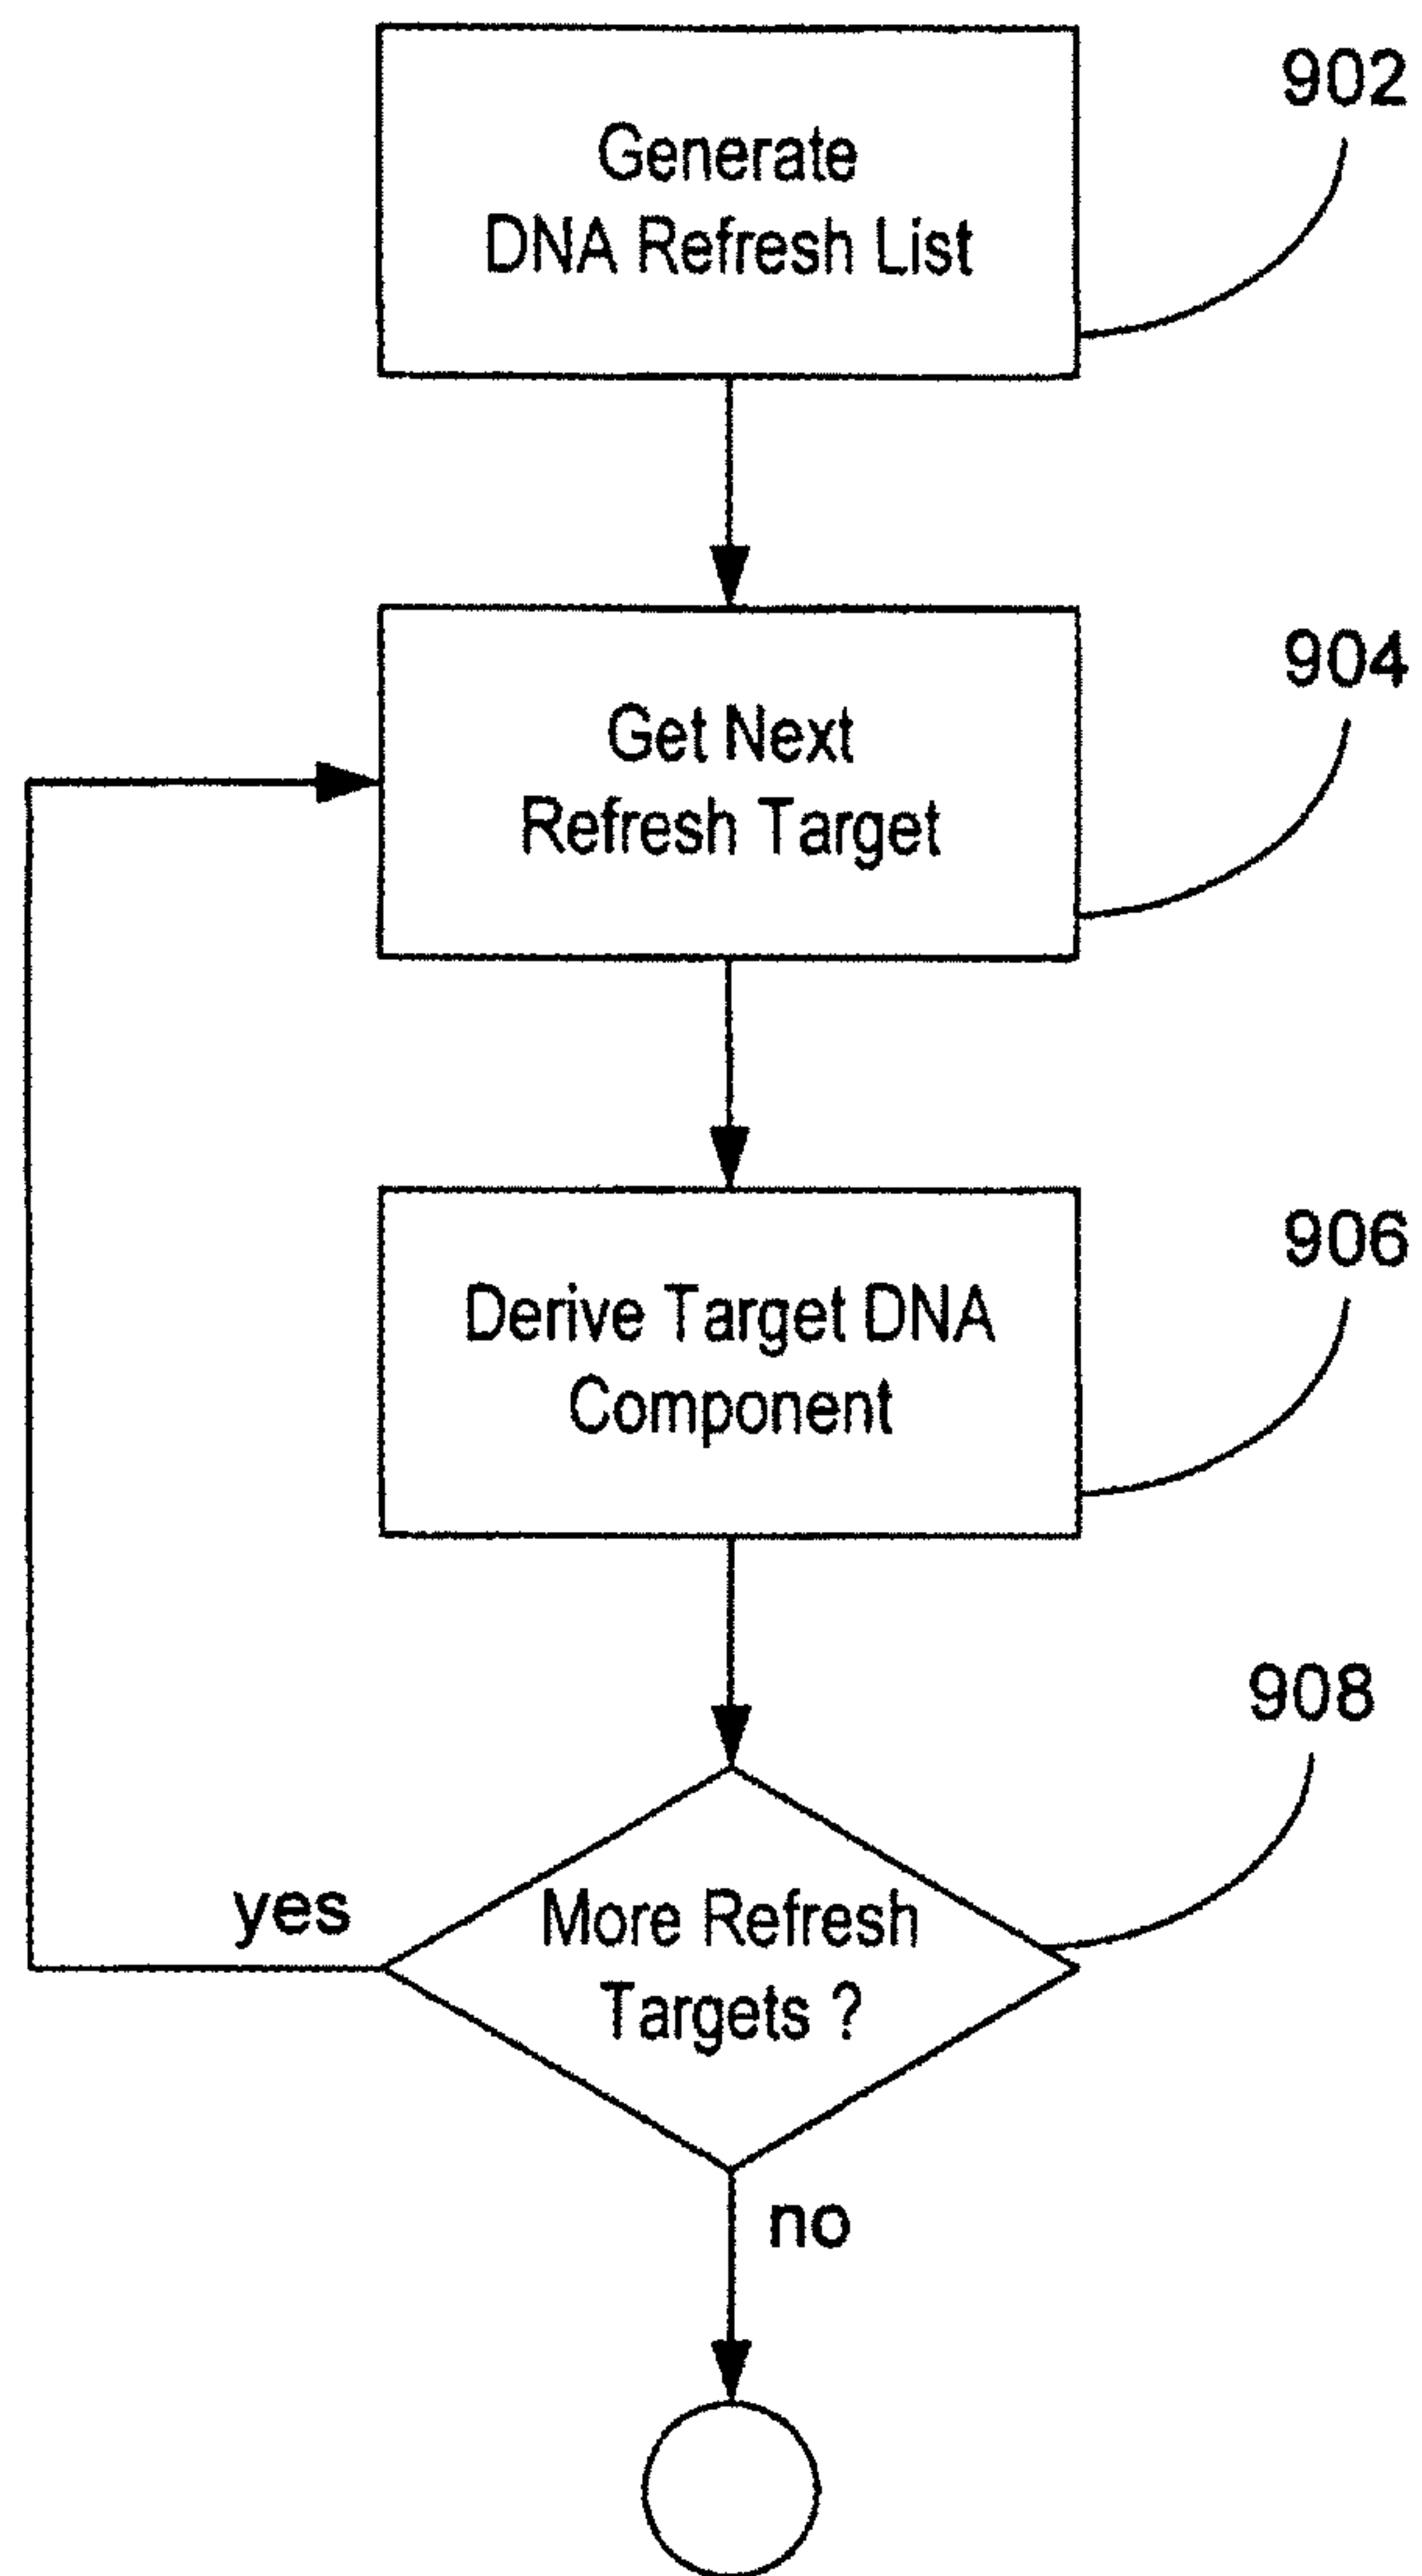 902
Generate
DNA Refresh List
904
Get Next
Refresh Target
906
Derive Target DNA
Component
908
yes
More Refresh
Targets ?
no